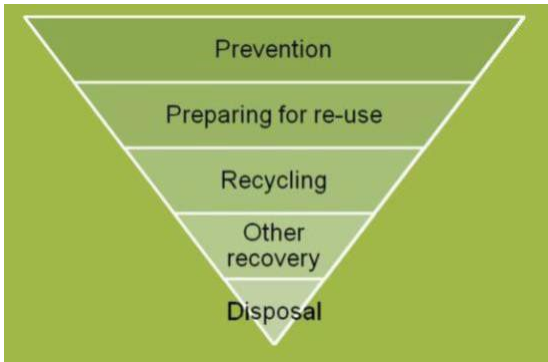 Prevention
Preparing for re-use
Recycling
Other
recovery
Disposal